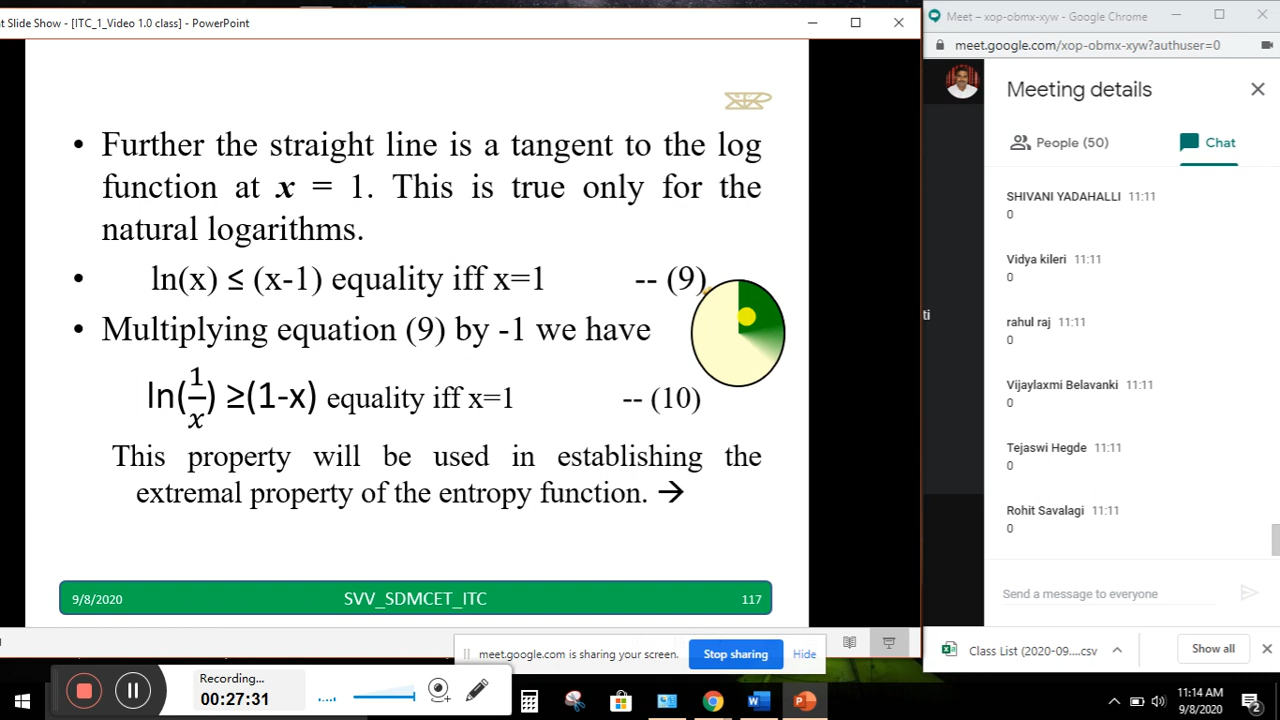 t Slide Show - [ITC_1_Video 1.0 class] - PowerPoint
• Further the straight line is a tangent to the log
function at x = 1. This is true only for the
natural logarithms.
• ln(x) ≤ (x-1) equality iff x=1 -- (9)
• Multiplying equation (9) by -1 we have
ln(1/x) ≥(1-x) equality iff x=1 -- (10)
This property will be used in establishing the
extremal property of the entropy function. →
9/8/2020 SVV_SDMCET_ITC 117
meet.google.com is sharing your screen. Stop sharing Hide
Recording...
00:27:31
Meet – xop-obmx-xyw - Google Chrome
meet.google.com/xop-obmx-xyw?authuser=0
Meeting details
People (50) Chat
SHIVANI YADAHALLI 11:11
0
Vidya kileri 11:11
0
rahul raj 11:11
0
ti
Vijaylaxmi Belavanki 11:11
0
Tejaswi Hegde 11:11
0
Rohit Savalagi 11:11
0
Send a message to everyone
Class List (2020-09....csv Show all
11:14 AM
9/8/2020
2